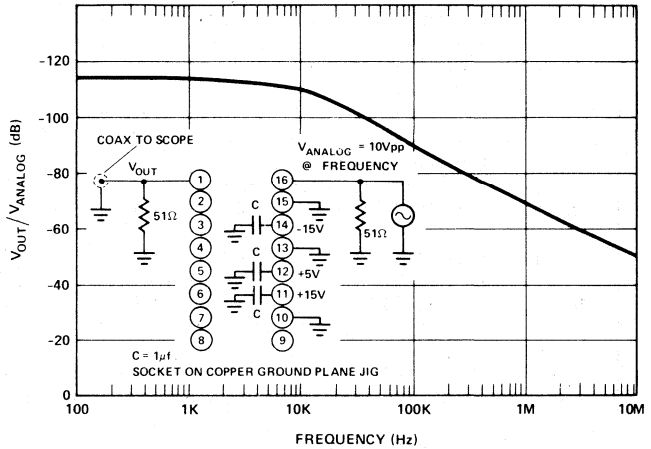 -120
-100
-80
-60
-40
-20
0
V_OUT/V_ANALOG (dB)
COAX TO SCOPE
V_OUT
51Ω
1
2
3
4
5
6
7
8
16
15
14
13
12
11
10
9
C
-15V
+5V
+15V
C
V_ANALOG = 10Vpp
@ FREQUENCY
51Ω
C = 1µf
SOCKET ON COPPER GROUND PLANE JIG
100
1K
10K
100K
1M
10M
FREQUENCY (Hz)